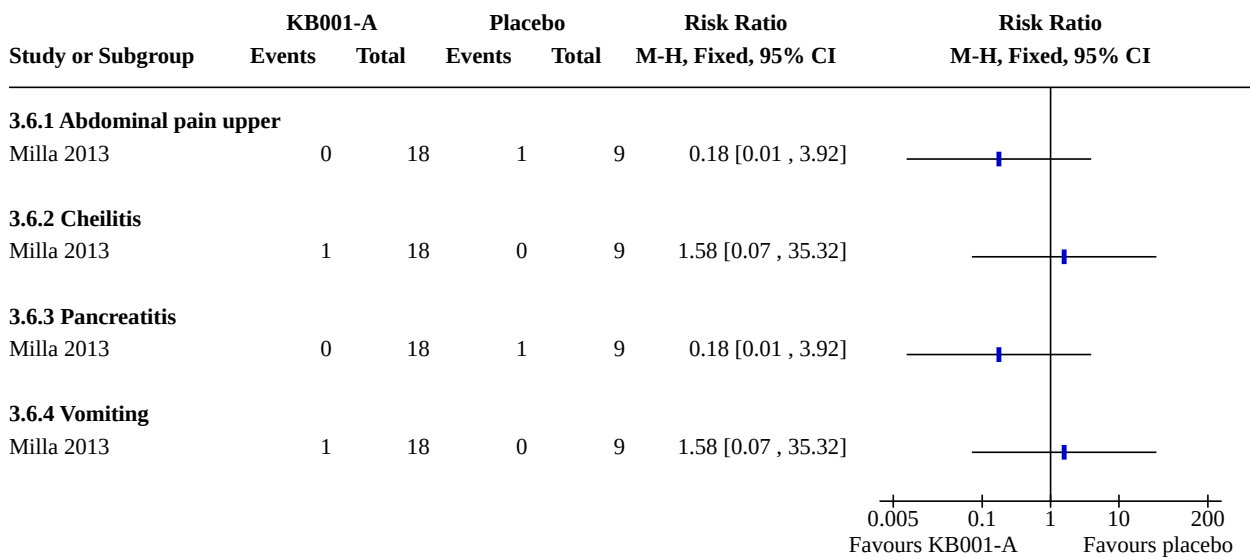 KB001-A Placebo Risk Ratio Risk Ratio
Study or Subgroup Events Total Events Total M-H, Fixed, 95% CI M-H, Fixed, 95% CI
3.6.1 Abdominal pain upper
Milla 2013 0 18 1 9 0.18 [0.01 , 3.92]
3.6.2 Cheilitis
Milla 2013 1 18 0 9 1.58 [0.07 , 35.32]
3.6.3 Pancreatitis
Milla 2013 0 18 1 9 0.18 [0.01 , 3.92]
3.6.4 Vomiting
Milla 2013 1 18 0 9 1.58 [0.07 , 35.32]
0.005 0.1 1 10 200
Favours KB001-A Favours placebo